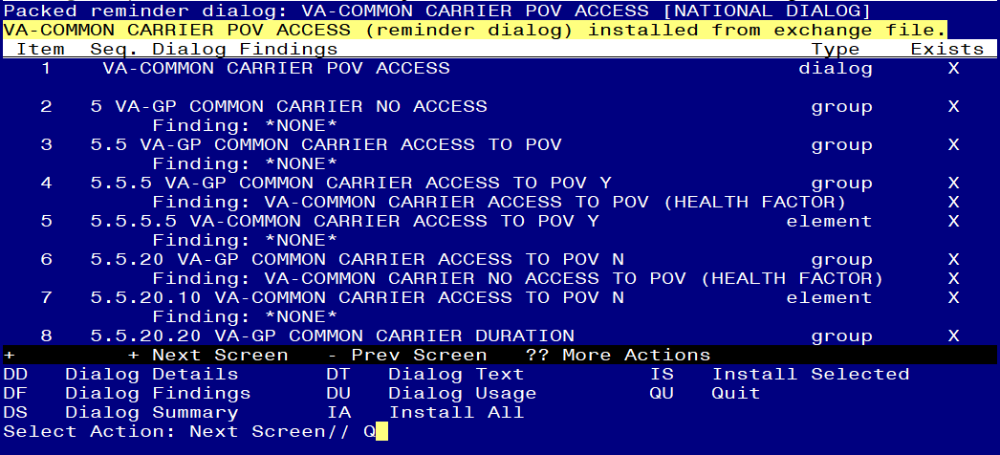 Packed reminder dialog: VA-COMMON CARRIER POV ACCESS [NATIONAL DIALOG]
VA-COMMON CARRIER POV ACCESS (reminder dialog) installed from exchange file.
Item Seq. Dialog Findings Type Exists
1 VA-COMMON CARRIER POV ACCESS dialog X
2 5 VA-GP COMMON CARRIER NO ACCESS group X
Finding: *NONE*
3 5.5 VA-GP COMMON CARRIER ACCESS TO POV group X
Finding: *NONE*
4 5.5.5 VA-GP COMMON CARRIER ACCESS TO POV Y group X
Finding: VA-COMMON CARRIER ACCESS TO POV (HEALTH FACTOR) X
5 5.5.5.5 VA-COMMON CARRIER ACCESS TO POV Y element X
Finding: *NONE*
6 5.5.20 VA-GP COMMON CARRIER ACCESS TO POV N group X
Finding: VA-COMMON CARRIER NO ACCESS TO POV (HEALTH FACTOR) X
7 5.5.20.10 VA-COMMON CARRIER ACCESS TO POV N element X
Finding: *NONE*
8 5.5.20.20 VA-GP COMMON CARRIER DURATION group X
+ + Next Screen - Prev Screen ?? More Actions
DD Dialog Details DT Dialog Text IS Install Selected
DF Dialog Findings DU Dialog Usage QU Quit
DS Dialog Summary IA Install All
Select Action: Next Screen// Q